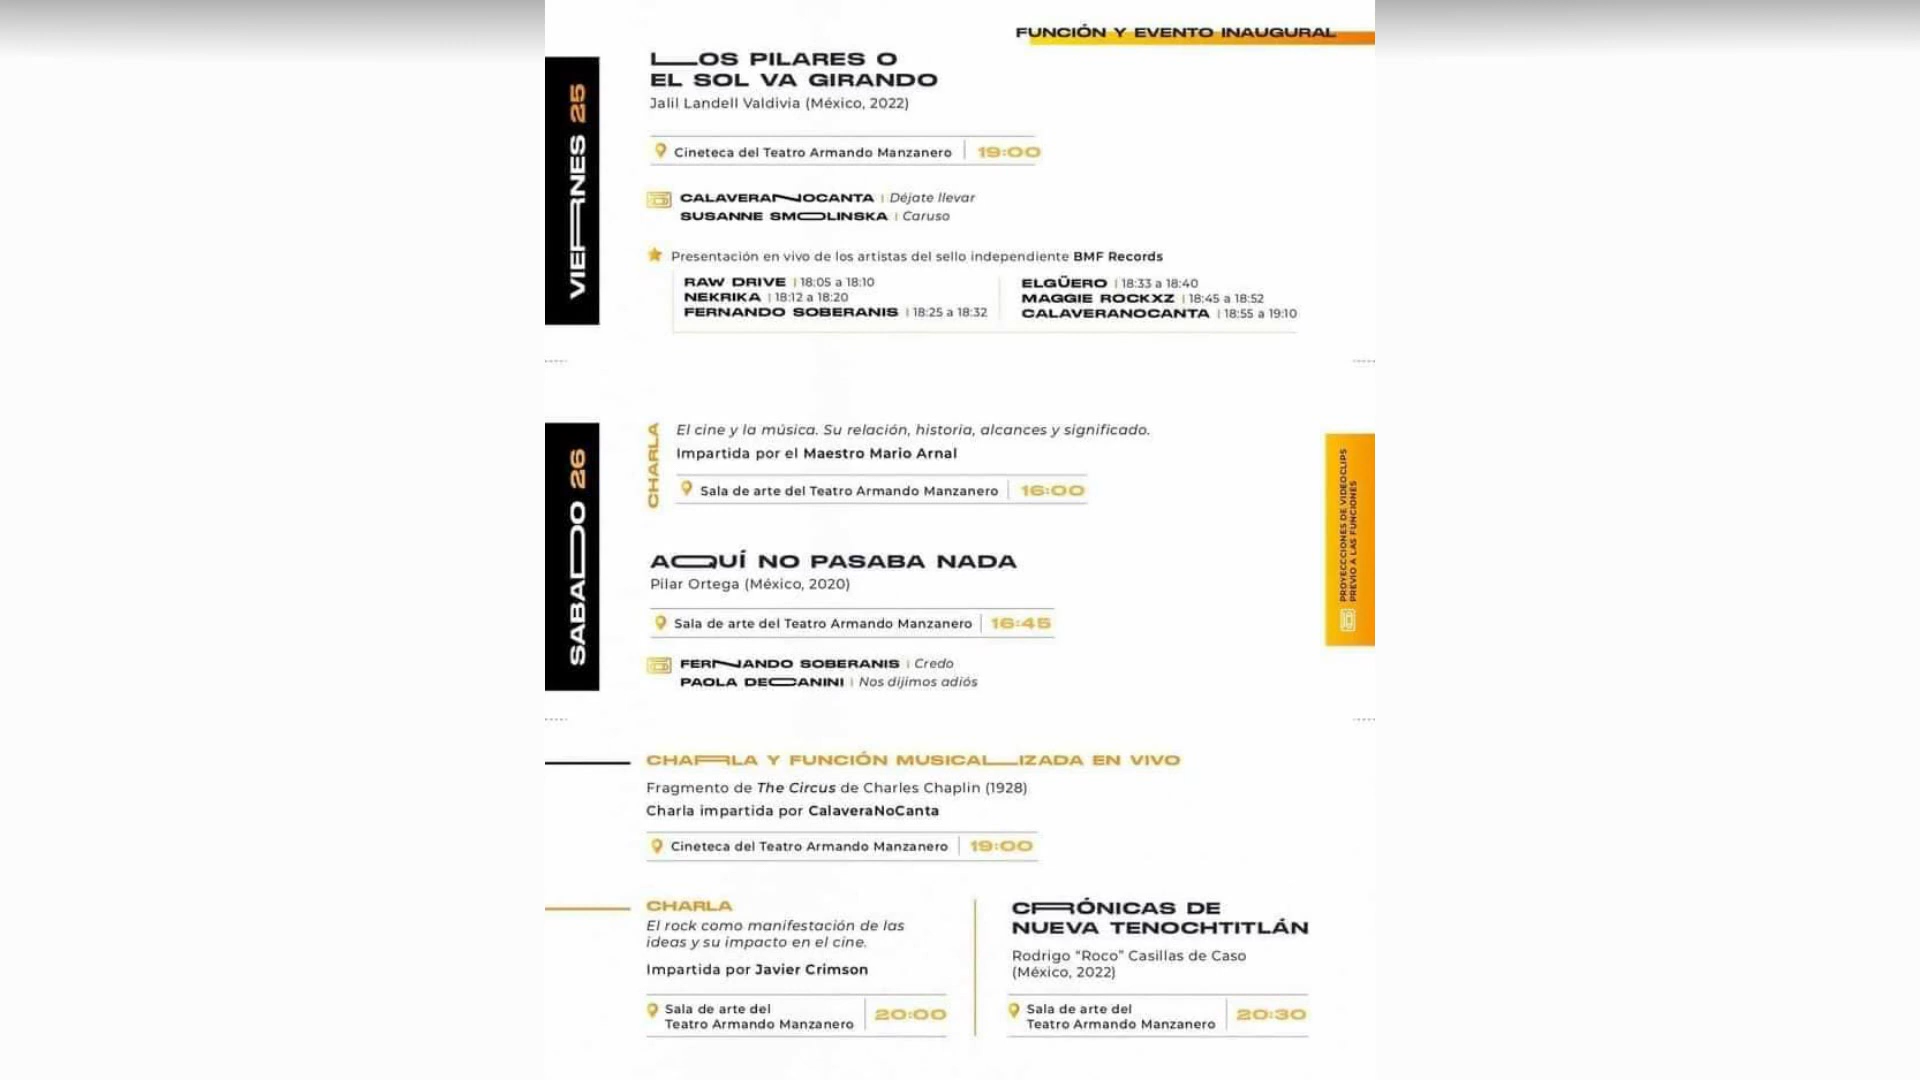 FUNCIÓN Y EVENTO INAUGURAL
VIERNES 25
LOS PILARES O
EL SOL VA GIRANDO
Jalil Landell Valdivia (México, 2022)
Cineteca del Teatro Armando Manzanero | 19:00
CALAVERANOCANTA | Déjate llevar
SUSANNE SMOLINSKA | Caruso
Presentación en vivo de los artistas del sello independiente BMF Records
RAW DRIVE | 18:05 a 18:10
NEKRIKA | 18:12 a 18:20
FERNANDO SOBERANIS | 18:25 a 18:32
ELGÜERO | 18:33 a 18:40
MAGGIE ROCKXZ | 18:45 a 18:52
CALAVERANOCANTA | 18:55 a 19:10
SABADO 26
CHARLA
El cine y la música. Su relación, historia, alcances y significado.
Impartida por el Maestro Mario Arnal
Sala de arte del Teatro Armando Manzanero | 16:00
PROYECCCIONES DE VIDEOCLIPS
PREVIO A LAS FUNCIONES
AQUÍ NO PASABA NADA
Pilar Ortega (México, 2020)
Sala de arte del Teatro Armando Manzanero | 16:45
FERNANDO SOBERANIS | Credo
PAOLA DECANINI | Nos dijimos adiós
CHARLA Y FUNCIÓN MUSICALIZADA EN VIVO
Fragmento de The Circus de Charles Chaplin (1928)
Charla impartida por CalaveraNoCanta
Cineteca del Teatro Armando Manzanero | 19:00
CHARLA
El rock como manifestación de las
ideas y su impacto en el cine.
Impartida por Javier Crimson
Sala de arte del
Teatro Armando Manzanero | 20:00
CRÓNICAS DE
NUEVA TENOCHTITLÁN
Rodrigo “Roco” Casillas de Caso
(México, 2022)
Sala de arte del
Teatro Armando Manzanero | 20:30